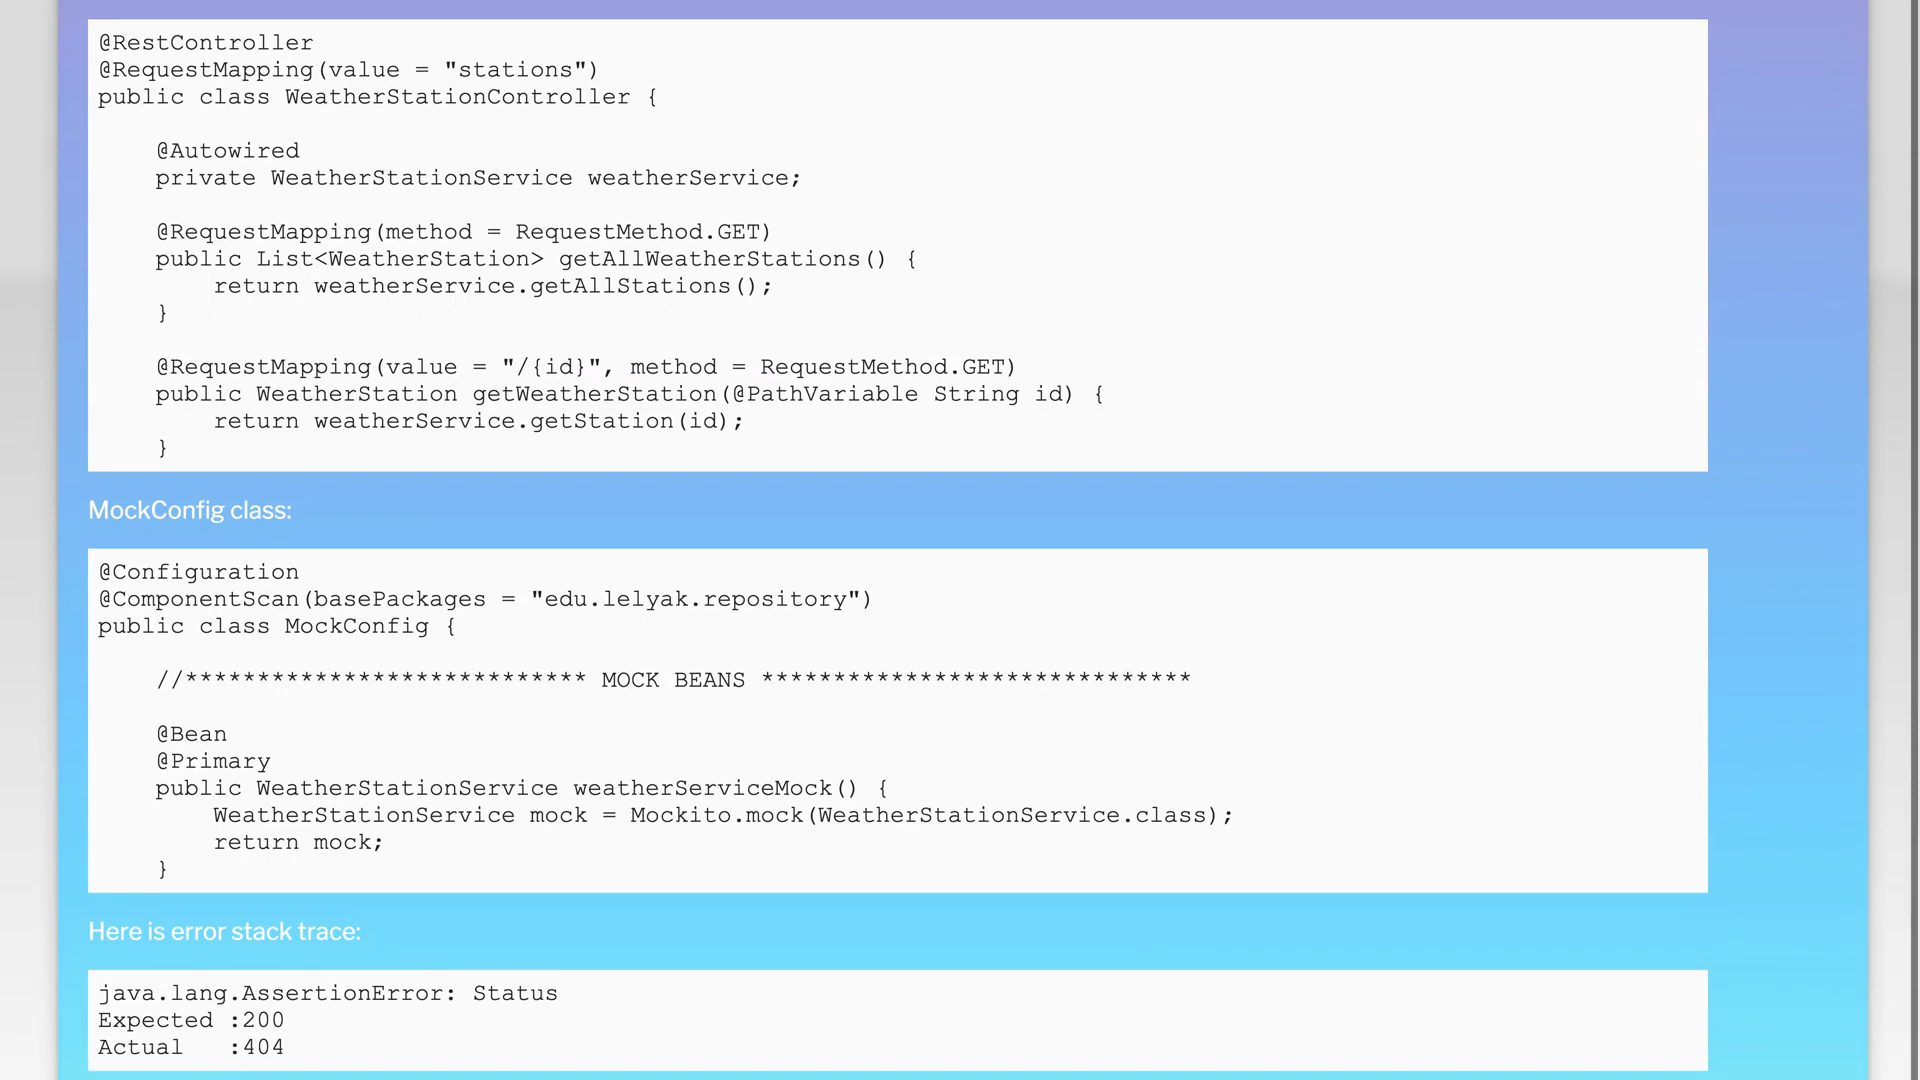 @RestController
@RequestMapping(value = "stations")
public class WeatherStationController {
    @Autowired
    private WeatherStationService weatherService;
    @RequestMapping(method = RequestMethod.GET)
    public List<WeatherStation> getAllWeatherStations() {
        return weatherService.getAllStations();
    }
    @RequestMapping(value = "/{id}", method = RequestMethod.GET)
    public WeatherStation getWeatherStation(@PathVariable String id) {
        return weatherService.getStation(id);
    }
MockConfig class:
@Configuration
@ComponentScan(basePackages = "edu.lelyak.repository")
public class MockConfig {
    //**************************** MOCK BEANS ******************************
    @Bean
    @Primary
    public WeatherStationService weatherServiceMock() {
        WeatherStationService mock = Mockito.mock(WeatherStationService.class);
        return mock;
    }
Here is error stack trace:
java.lang.AssertionError: Status
Expected :200
Actual   :404